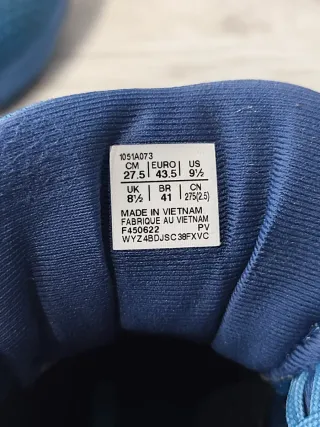 1051A073
CM EURO US
27.5 43.5 9½
UK BR CN
8½ 41 275(2.5)
MADE IN VIETNAM
FABRIQUE AU VIETNAM
F450622 PV
WYZ4BDJSC38FXVC